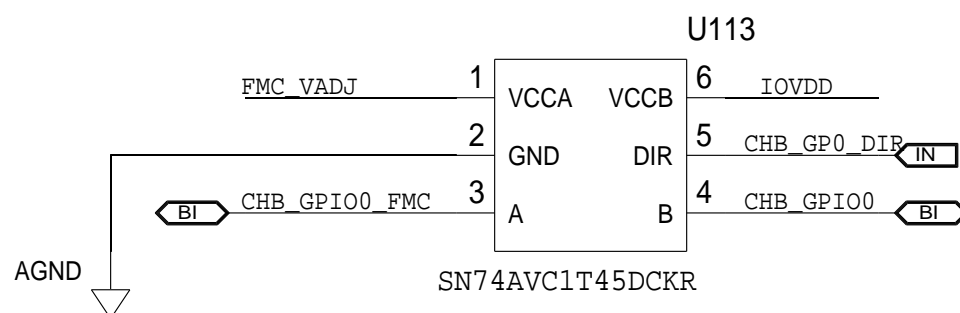 U113
FMC_VADJ 1 VCCA VCCB 6 IOVDD
2 GND DIR 5 CHB_GP0_DIR IN
BI CHB_GPIO0_FMC 3 A B 4 CHB_GPIO0 BI
AGND
SN74AVC1T45DCKR